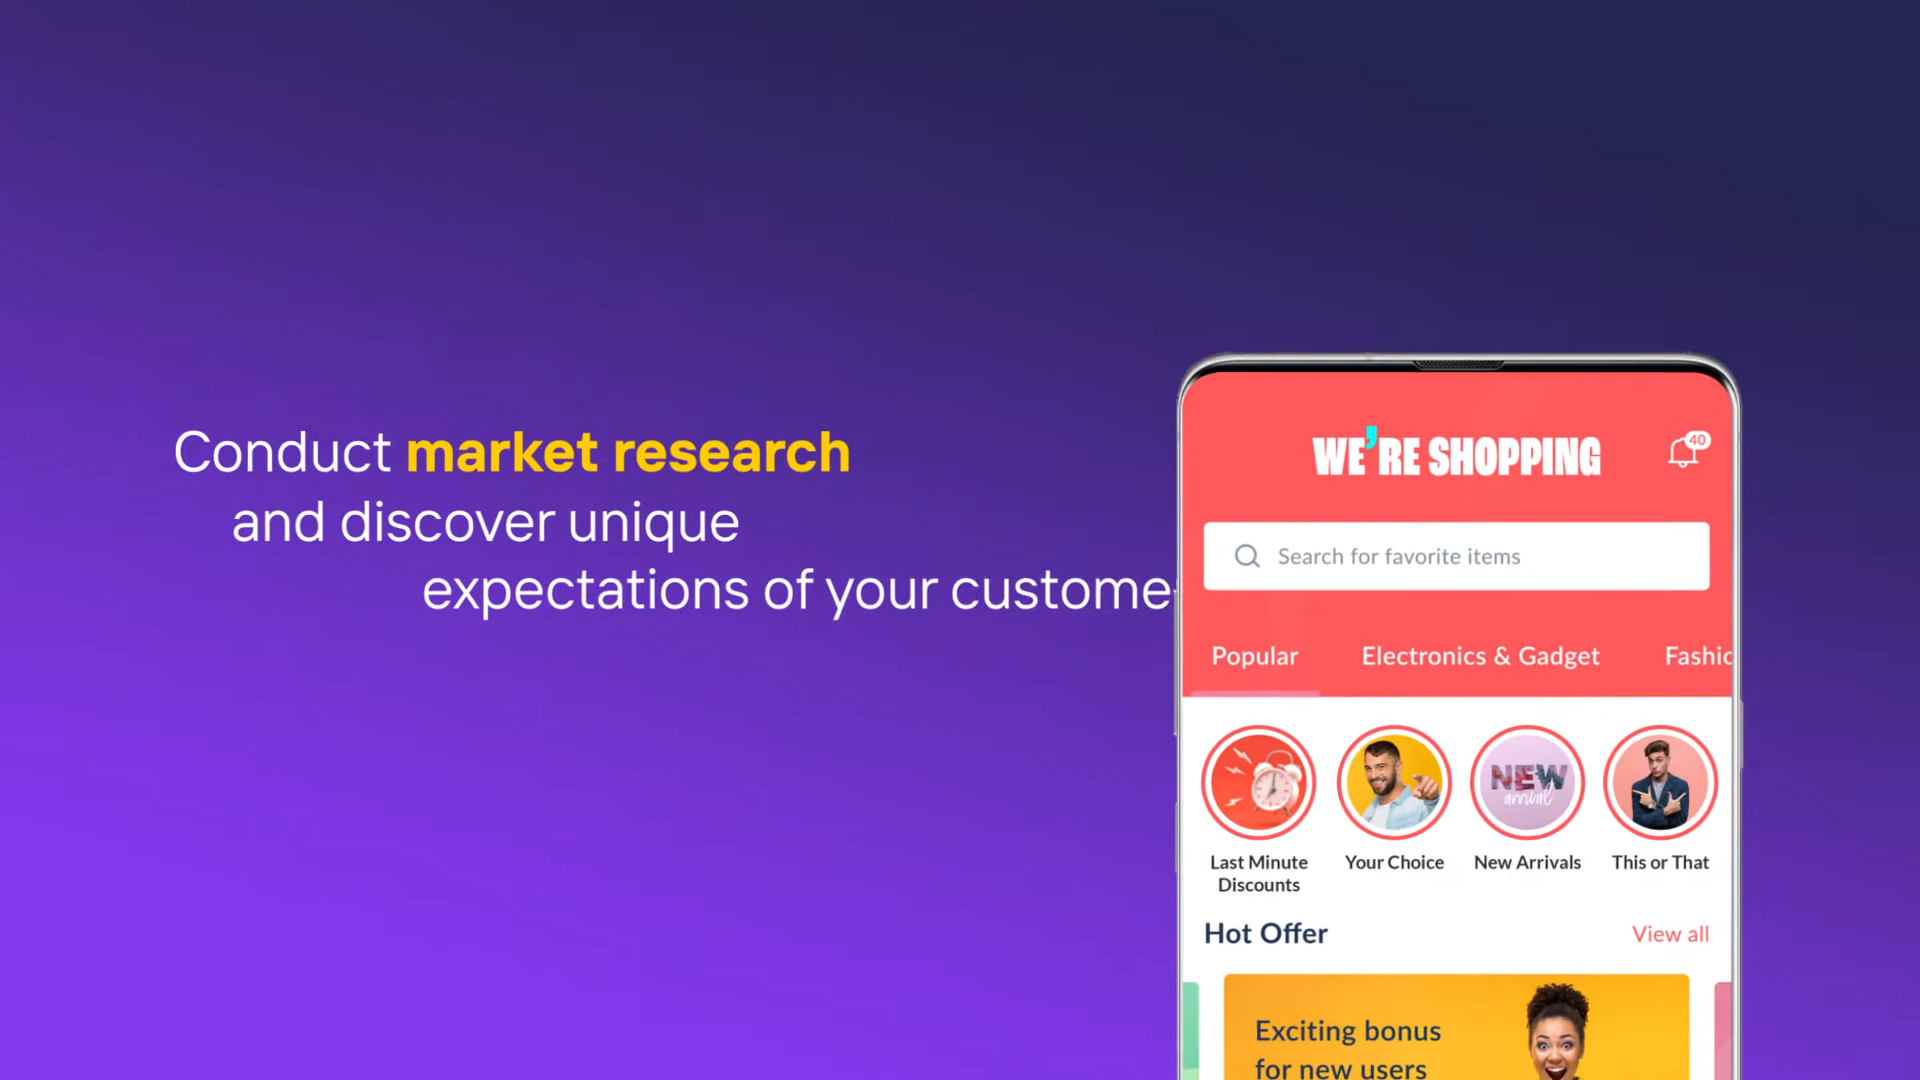 Conduct market research
and discover unique
expectations of your custome
WE'RE SHOPPING
40
Search for favorite items
Popular Electronics & Gadget Fashic
NEW
arrival
Last Minute
Discounts
Your Choice
New Arrivals
This or That
Hot Offer View all
Exciting bonus
for new users